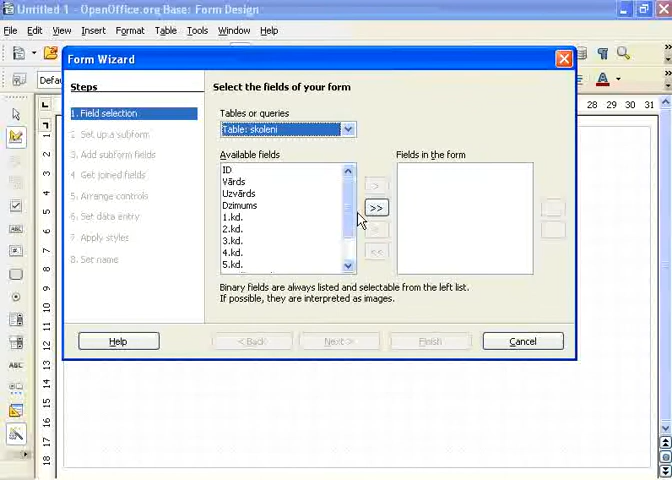 Untitled 1 - OpenOffice.org Base: Form Design
File Edit View Insert Format Table Tools Window Help
Form Wizard
Steps
1. Field selection
2. Set up a subform
3. Add subform fields
4. Get joined fields
5. Arrange controls
6. Set data entry
7. Apply styles
8. Set name
Select the fields of your form
Tables or queries
Table: skoleni
Available fields
ID
Vārds
Uzvārds
Dzimums
1.kd.
2.kd.
3.kd.
4.kd.
5.kd.
>
>>
<
<<
Fields in the form
Binary fields are always listed and selectable from the left list.
If possible, they are interpreted as images.
Help
< Back
Next >
Finish
Cancel
28 29 30 31
ABC
ABC